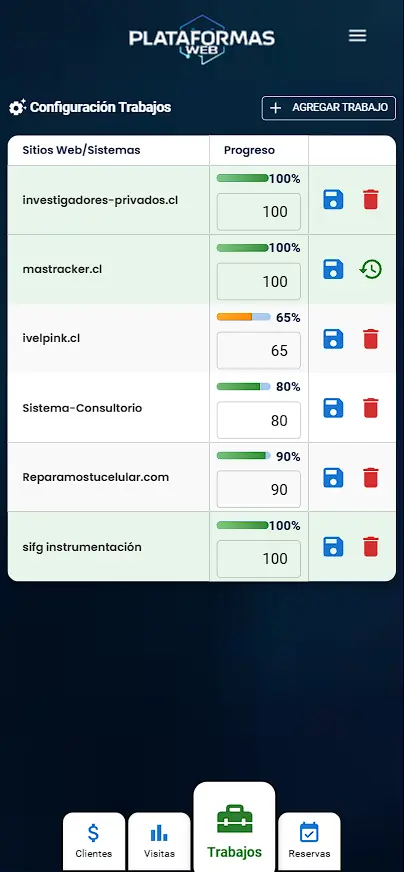 PLATAFORMAS
WEB
Configuración Trabajos
+ AGREGAR TRABAJO
Sitios Web/Sistemas Progreso
100%
investigadores-privados.cl
100
100%
mastracker.cl
100
65%
ivelpink.cl
65
80%
Sistema-Consultorio
80
90%
Reparamostucelular.com
90
100%
sifg instrumentación
100
Clientes Visitas Trabajos Reservas